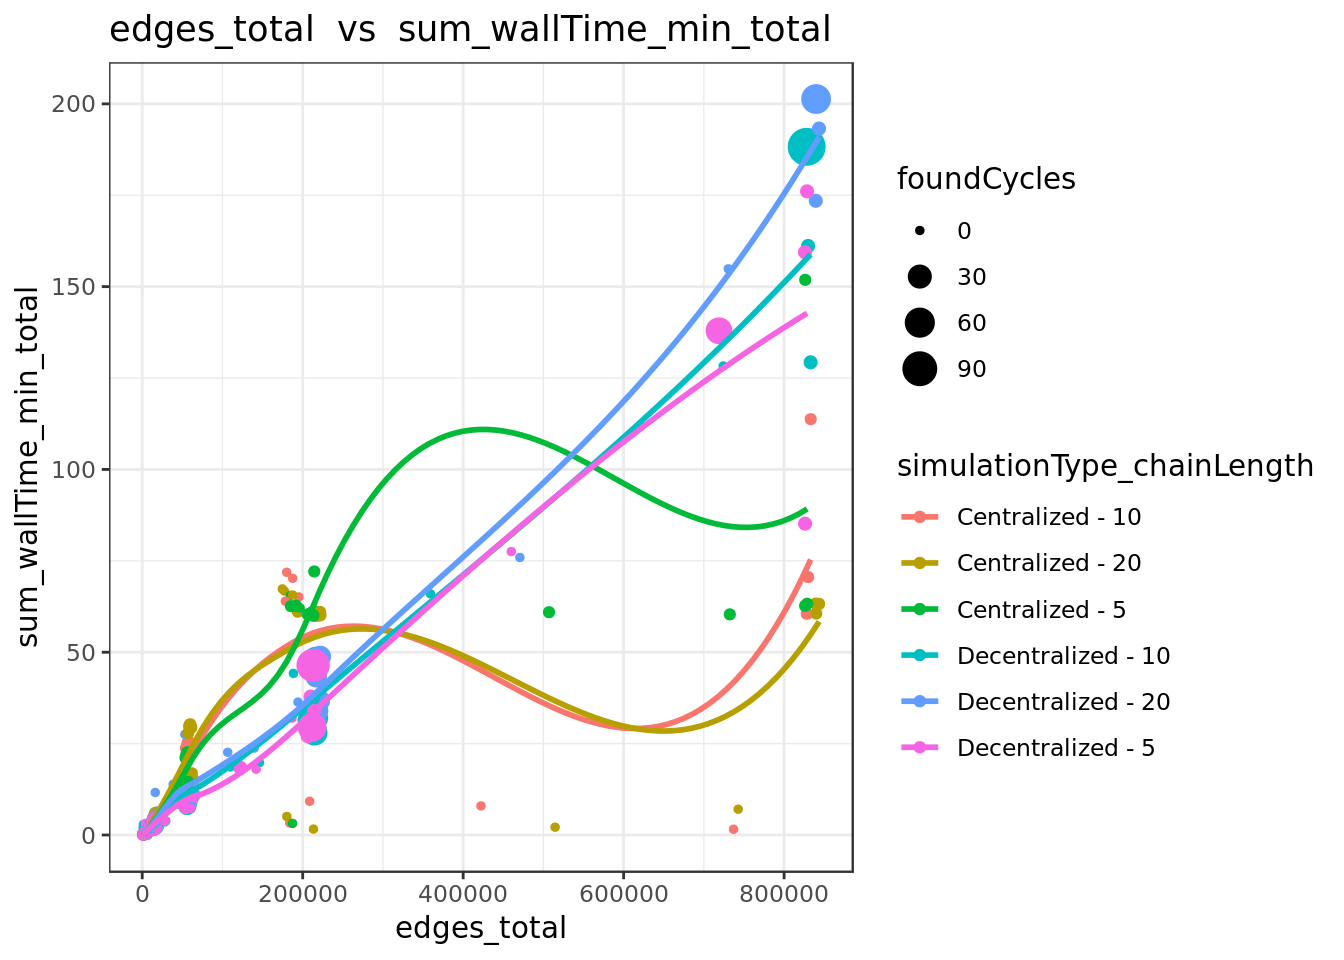 edges_total  vs  sum_wallTime_min_total
sum_wallTime_min_total
200
150
100
50
0
0
200000
400000
600000
800000
edges_total
foundCycles
0
30
60
90
simulationType_chainLength
Centralized - 10
Centralized - 20
Centralized - 5
Decentralized - 10
Decentralized - 20
Decentralized - 5